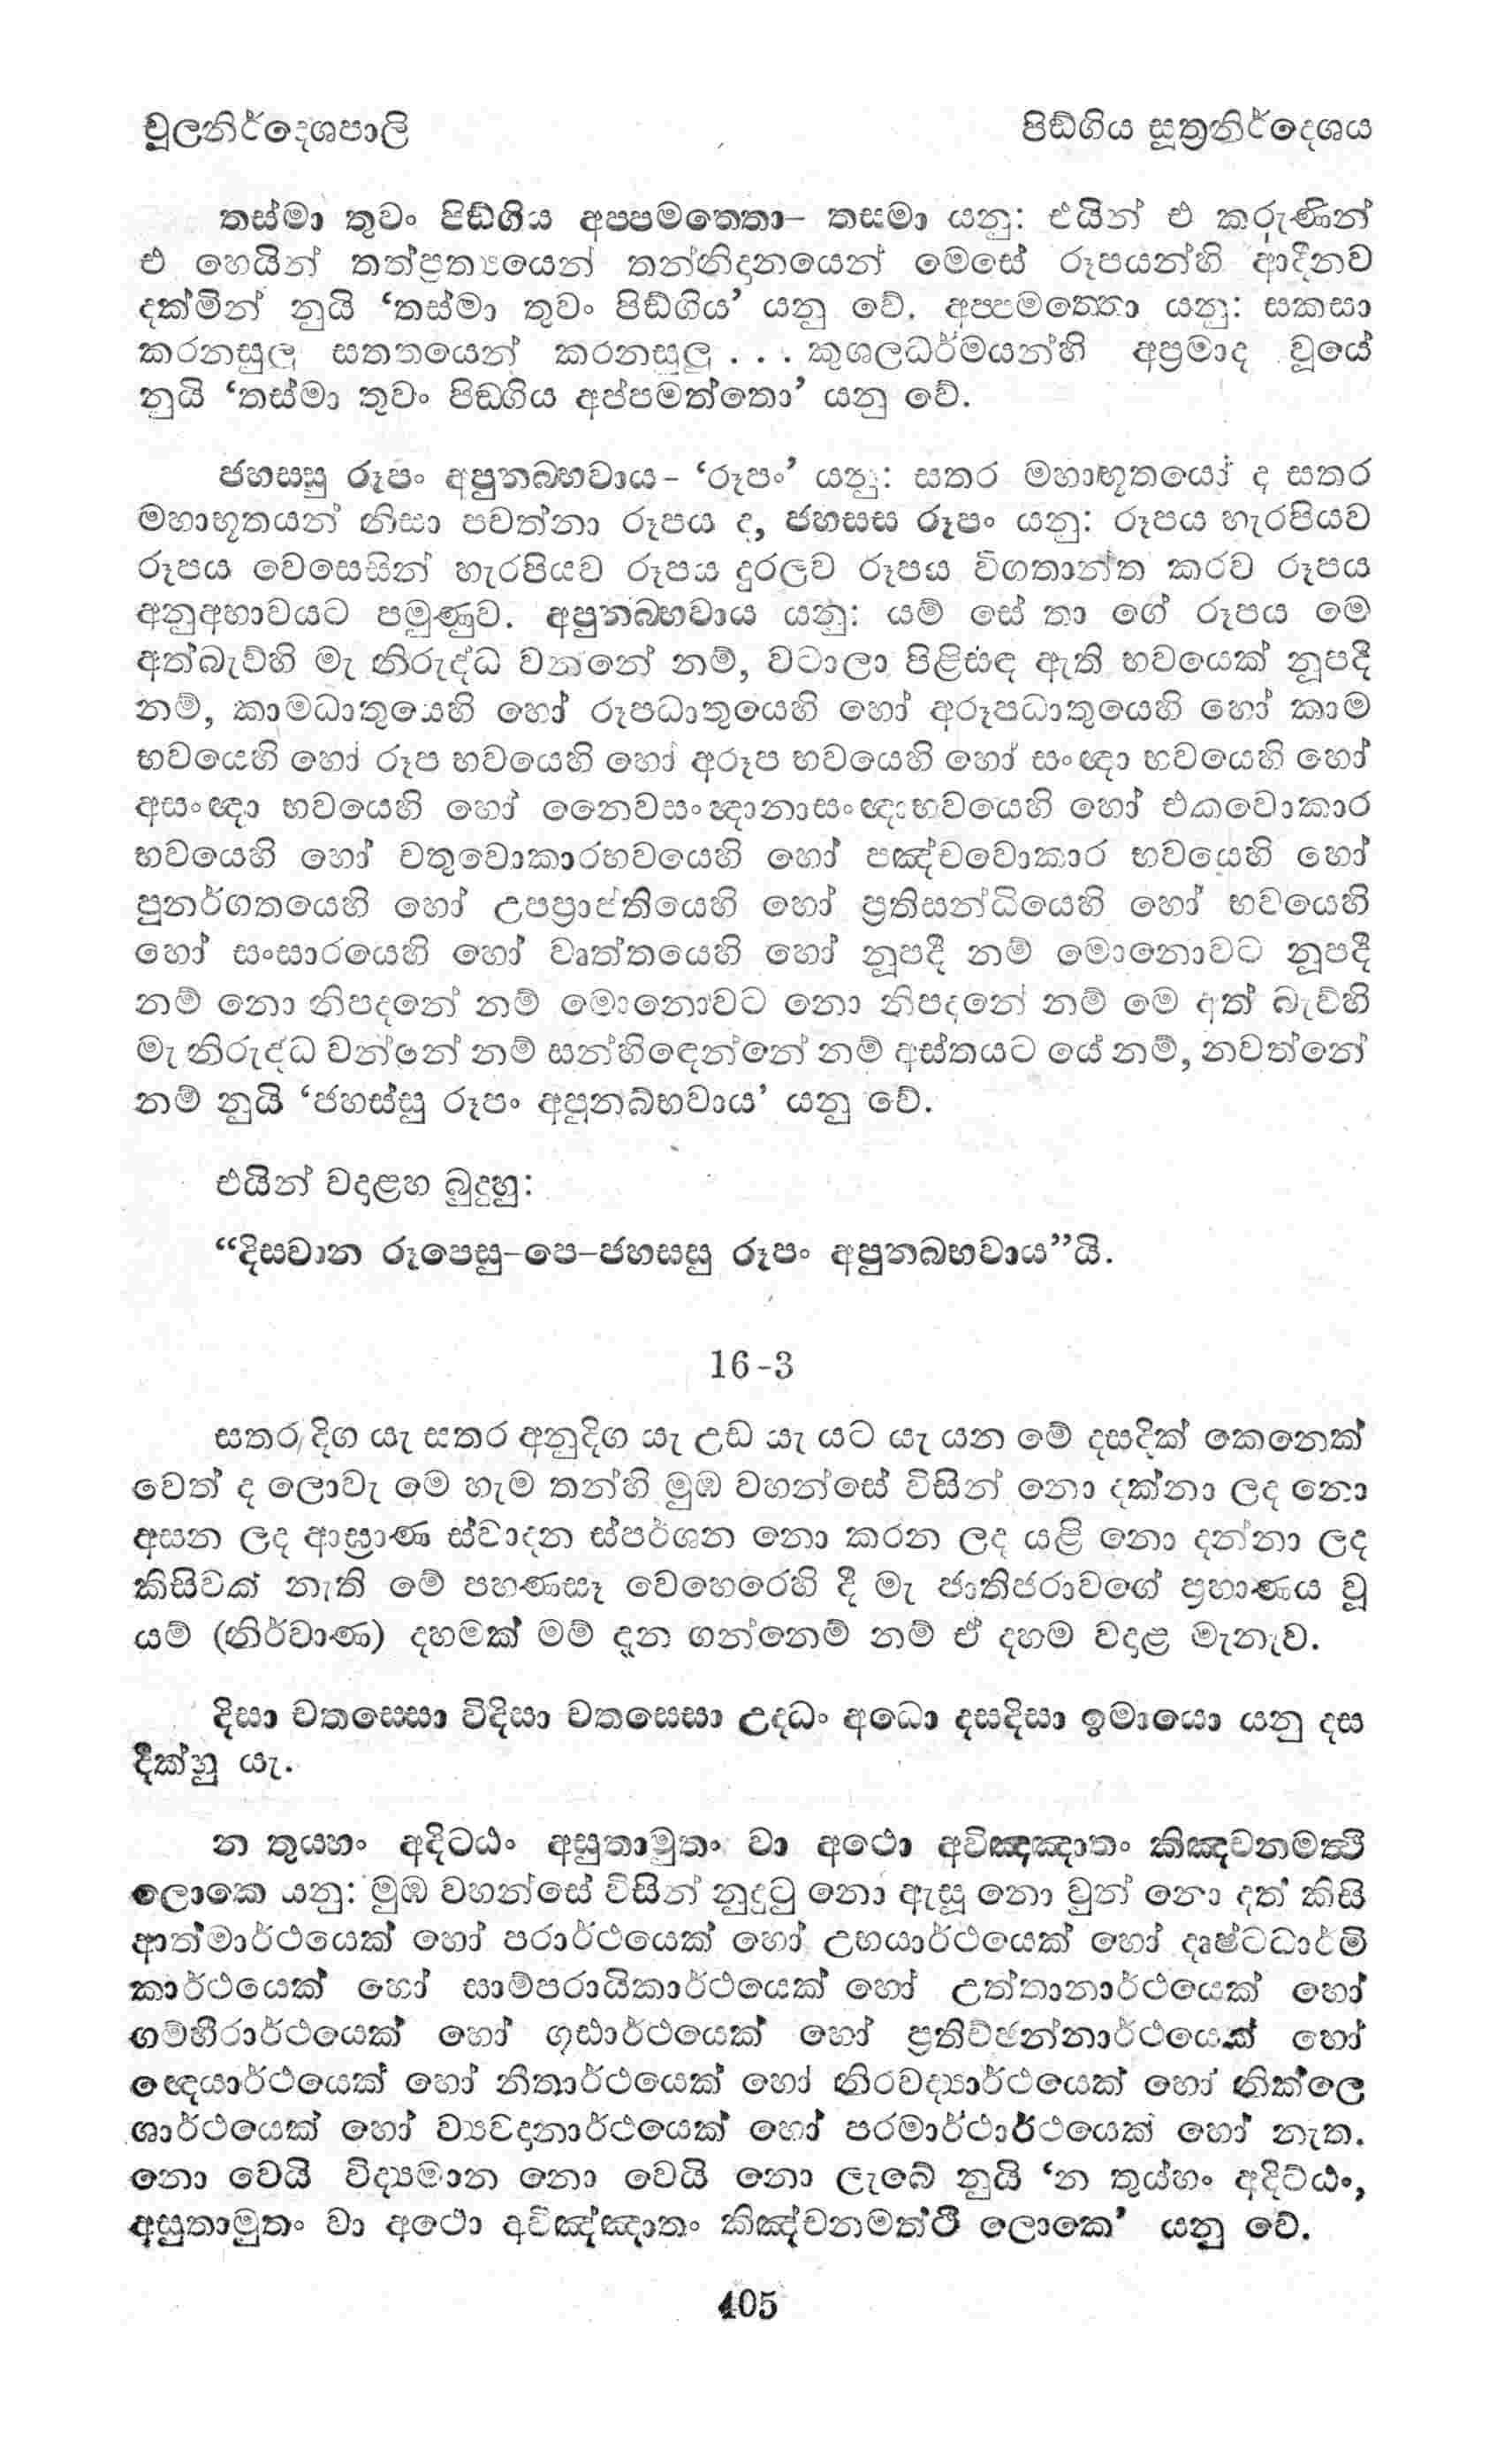 චූලනිර්දෙශපාලි
පිඞ්ගිය සූත්‍රනිර්දෙශය
තස්මා තුවං පිඞ්ගිය අප්පමත්තො– තස්මා යනු: එයින් එ කරුණින්
එ හෙයින් තත්ප්‍රත්‍යයෙන් තන්නිදානයෙන් මෙසේ රූපයන්හි ආදීනව
දක්මින් නුයි ‘තස්මා තුවං පිඞ්ගිය’ යනු වේ. අප්පමත්තො යනු: සකසා
කරනසුලු සතතයෙන් කරනසුලු . . . කුශලධර්මයන්හි අප්‍රමාද වූයේ
නුයි ‘තස්මා තුවං පිඞ්ගිය අප්පමත්තො’ යනු වේ.
ජහස්සු රූපං අපුනබ්භවාය– ‘රූපං’ යනු: සතර මහාභූතයෝ ද සතර
මහාභූතයන් නිසා පවත්නා රූපය ද, ජහස්ස රූපං යනු: රූපය හැරපියව
රූපය වෙසෙසින් හැරපියව රූපය දුරලව රූපය විගතාන්ත කරව රූපය
අනුඅභාවයට පමුණුව. අපුනබ්භවාය යනු: යම් සේ තා ගේ රූපය මෙ
අත්බැව්හි මැ නිරුද්ධ වන්නේ නම්, වටාලා පිළිසඳ ඇති භවයෙක් නූපදී
නම්, කාමධාතුයෙහි හෝ රූපධාතුයෙහි හෝ අරූපධාතුයෙහි හෝ කාම
භවයෙහි හෝ රූප භවයෙහි හෝ අරූප භවයෙහි හෝ සංඥා භවයෙහි හෝ
අසංඥා භවයෙහි හෝ නෛවසංඥානාසංඥාභවයෙහි හෝ එකවොකාර
භවයෙහි හෝ චතුවොකාරභවයෙහි හෝ පඤ්චවොකාර භවයෙහි හෝ
පුනර්ගතයෙහි හෝ උපප්‍රාප්තියෙහි හෝ ප්‍රතිසන්ධියෙහි හෝ භවයෙහි
හෝ සංසාරයෙහි හෝ වෘත්තයෙහි හෝ නූපදී නම් මොනොවට නූපදී
නම් නො නිපදනේ නම් මොනොවට නො නිපදනේ නම් මෙ අත් බැව්හි
මැ නිරුද්ධ වන්නේ නම් සන්හිඳෙන්නේ නම් අස්තයට යේ නම්, නවත්නේ
නම් නුයි ‘ජහස්සු රූපං අපුනබ්භවාය’ යනු වේ.
එයින් වදාළහ බුදුහු:
“දිස්වාන රූපෙසු–පෙ–ජහස්සු රූපං අපුනබ්භවාය”යි.
16-3
සතර දිග යැ සතර අනුදිග යැ උඩ යැ යට යැ යන මේ දසදික් කෙනෙක්
වෙත් ද ලොවැ මෙ හැම තන්හි මුඹ වහන්සේ විසින් නො දක්නා ලද නො
අසන ලද ආඝ්‍රාණ ස්වාදන ස්පර්ශන නො කරන ලද යළි නො දන්නා ලද
කිසිවක් නැති මේ පහණසෑ වෙහෙරෙහි දී මැ ජාතිජරාවගේ ප්‍රහාණය වූ
යම් (නිර්වාණ) දහමක් මම් දැන ගන්නෙම් නම් ඒ දහම වදාළ මැනැව.
දිසා චතස්සො විදිසා චතස්සො උද්ධං අධො දසදිසා ඉමායො යනු දස
දික්හු යැ.
න තුය්හං අදිට්ඨං අසුතාමුතං වා අථො අවිඤ්ඤාතං කිඤ්චනමත්ථි
ලොකෙ යනු: මුඹ වහන්සේ විසින් නුදුටු නො ඇසූ නො වුන් නො දත් කිසි
ආත්මාර්ථයෙක් හෝ පරාර්ථයෙක් හෝ උභයාර්ථයෙක් හෝ දෘෂ්ටධාර්මි
කාර්ථයෙක් හෝ සාම්පරායිකාර්ථයෙක් හෝ උත්තානාර්ථයෙක් හෝ
ගම්භීරාර්ථයෙක් හෝ ගූඪාර්ථයෙක් හෝ ප්‍රතිච්ඡන්නාර්ථයෙක් හෝ
ඥෙයාර්ථයෙක් හෝ නීතාර්ථයෙක් හෝ නිරවද්‍යාර්ථයෙක් හෝ නික්ලෙ
ශාර්ථයෙක් හෝ ව්‍යවදානාර්ථයෙක් හෝ පරමාර්ථාර්ථයෙක් හෝ නැත.
නො වෙයි විද්‍යමාන නො වෙයි නො ලැබේ නුයි ‘න තුය්හං අදිට්ඨං,
අසුතාමුතං වා අථො අවිඤ්ඤාතං කිඤ්චනමත්ථි ලොකෙ’ යනු වේ.
405